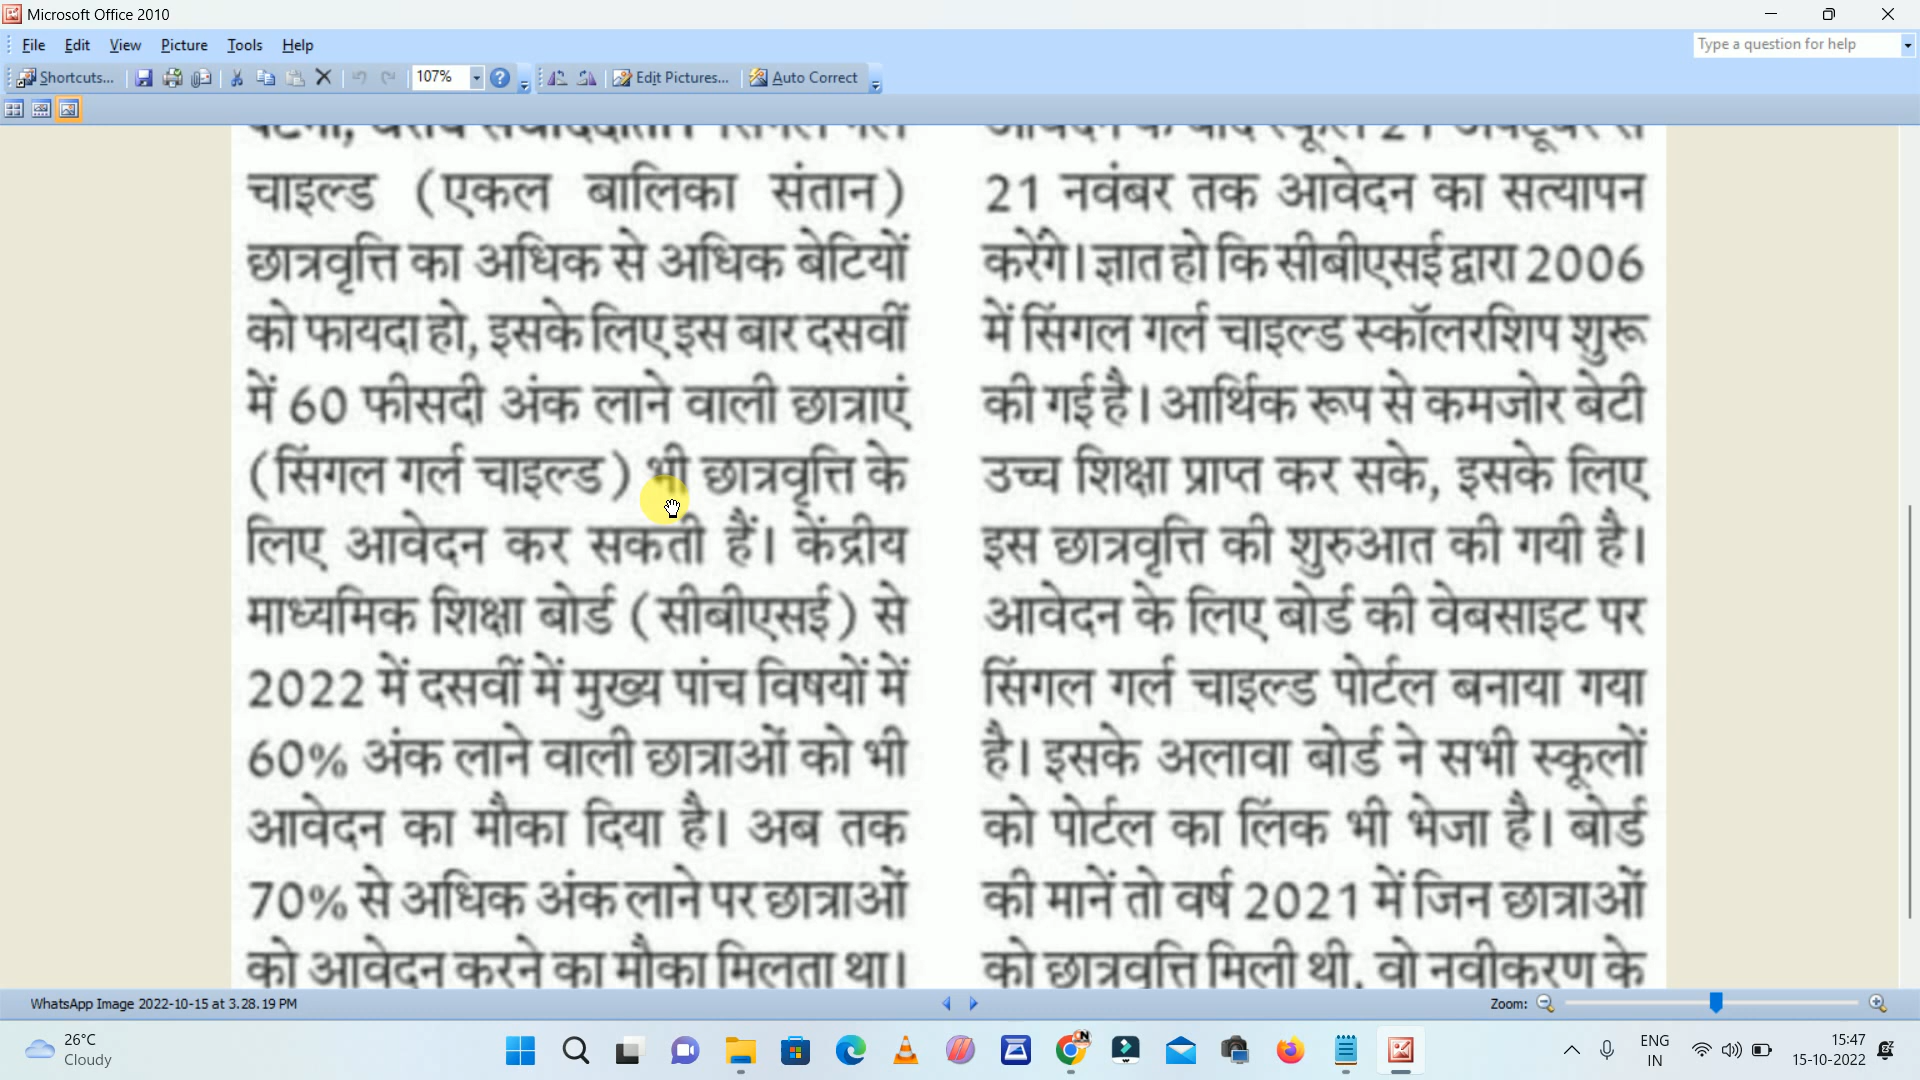 Microsoft Office 2010
File Edit View Picture Tools Help
Type a question for help
Shortcuts... 107% Edit Pictures... Auto Correct
चाइल्ड (एकल बालिका संतान)
छात्रवृत्ति का अधिक से अधिक बेटियों
को फायदा हो, इसके लिए इस बार दसवीं
में 60 फीसदी अंक लाने वाली छात्राएं
(सिंगल गर्ल चाइल्ड) भी छात्रवृत्ति के
लिए आवेदन कर सकती हैं। केंद्रीय
माध्यमिक शिक्षा बोर्ड (सीबीएसई) से
2022 में दसवीं में मुख्य पांच विषयों में
60% अंक लाने वाली छात्राओं को भी
आवेदन का मौका दिया है। अब तक
70% से अधिक अंक लाने पर छात्राओं
को आवेदन करने का मौका मिलता था।
21 नवंबर तक आवेदन का सत्यापन
करेंगे। ज्ञात हो कि सीबीएसई द्वारा 2006
में सिंगल गर्ल चाइल्ड स्कॉलरशिप शुरू
की गई है। आर्थिक रूप से कमजोर बेटी
उच्च शिक्षा प्राप्त कर सके, इसके लिए
इस छात्रवृत्ति की शुरुआत की गयी है।
आवेदन के लिए बोर्ड की वेबसाइट पर
सिंगल गर्ल चाइल्ड पोर्टल बनाया गया
है। इसके अलावा बोर्ड ने सभी स्कूलों
को पोर्टल का लिंक भी भेजा है। बोर्ड
की मानें तो वर्ष 2021 में जिन छात्राओं
को छात्रवृत्ति मिली थी, वो नवीकरण के
WhatsApp Image 2022-10-15 at 3.28.19 PM
Zoom:
26°C
Cloudy
ENG
IN
15:47
15-10-2022